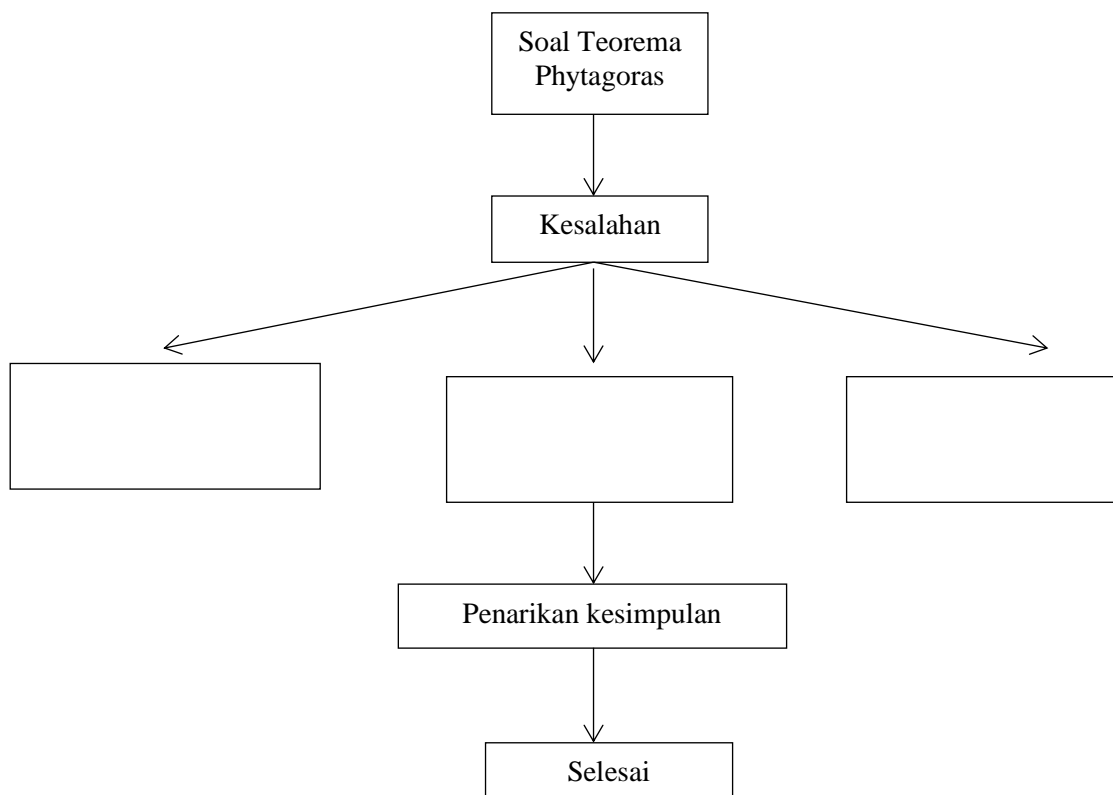 Soal Teorema
Phytagoras
Kesalahan
Penarikan kesimpulan
Selesai